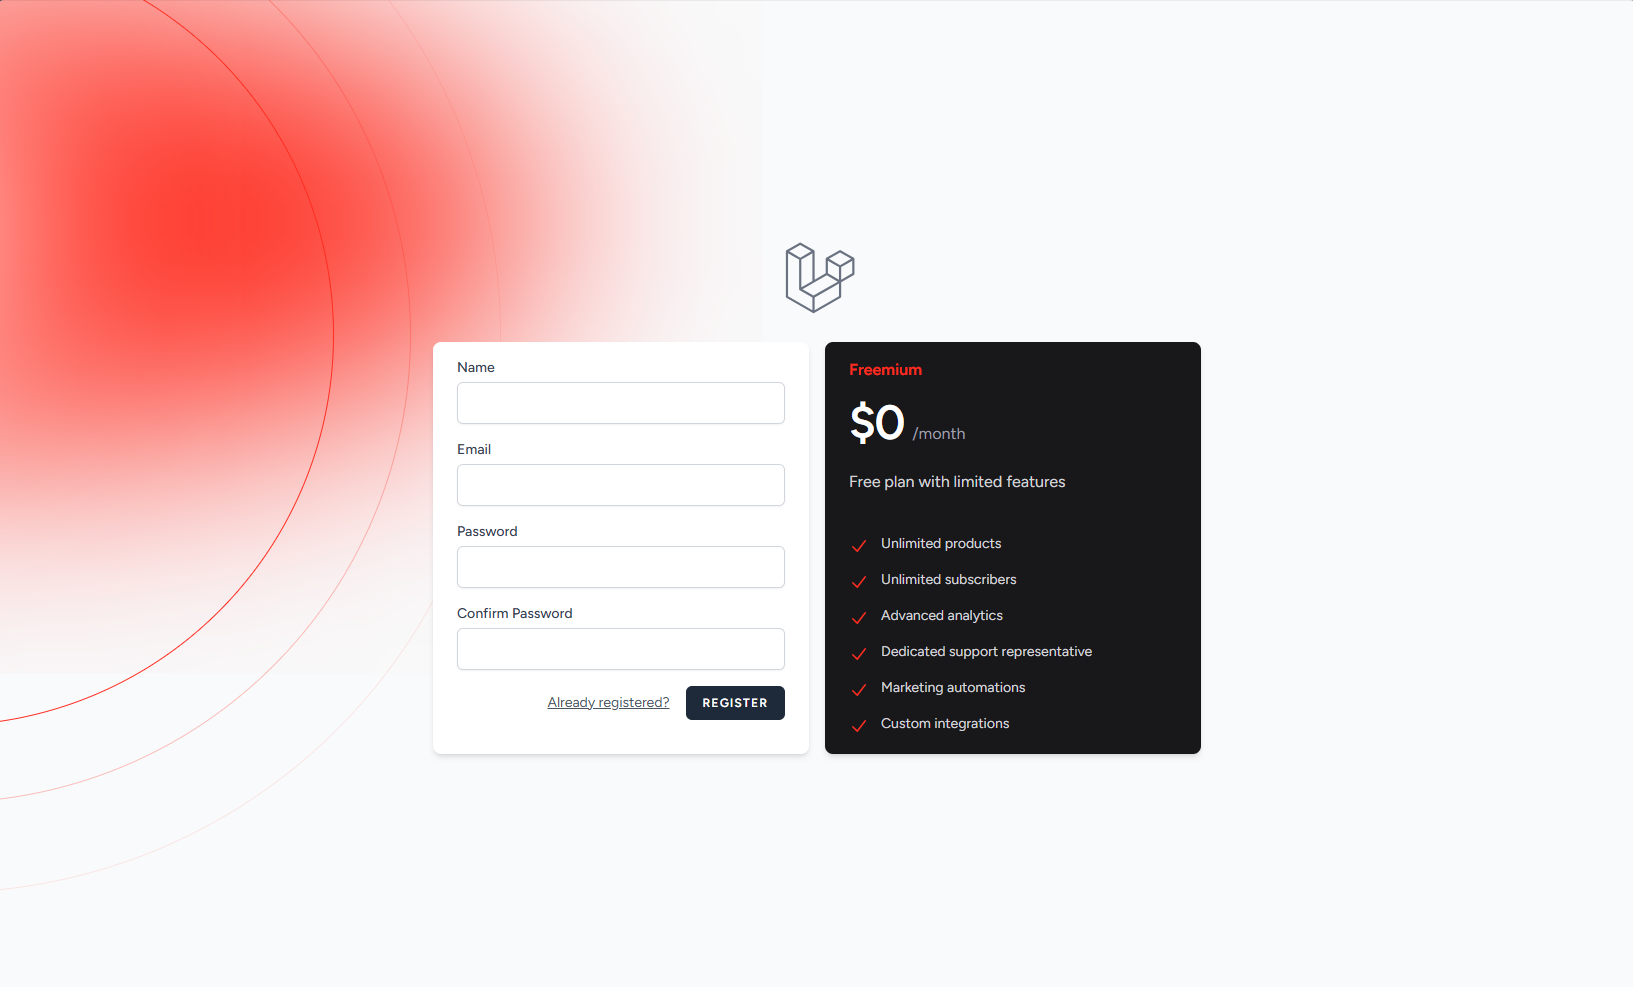 Name
Email
Password
Confirm Password
Already registered? REGISTER
Freemium
$0 /month
Free plan with limited features
Unlimited products
Unlimited subscribers
Advanced analytics
Dedicated support representative
Marketing automations
Custom integrations